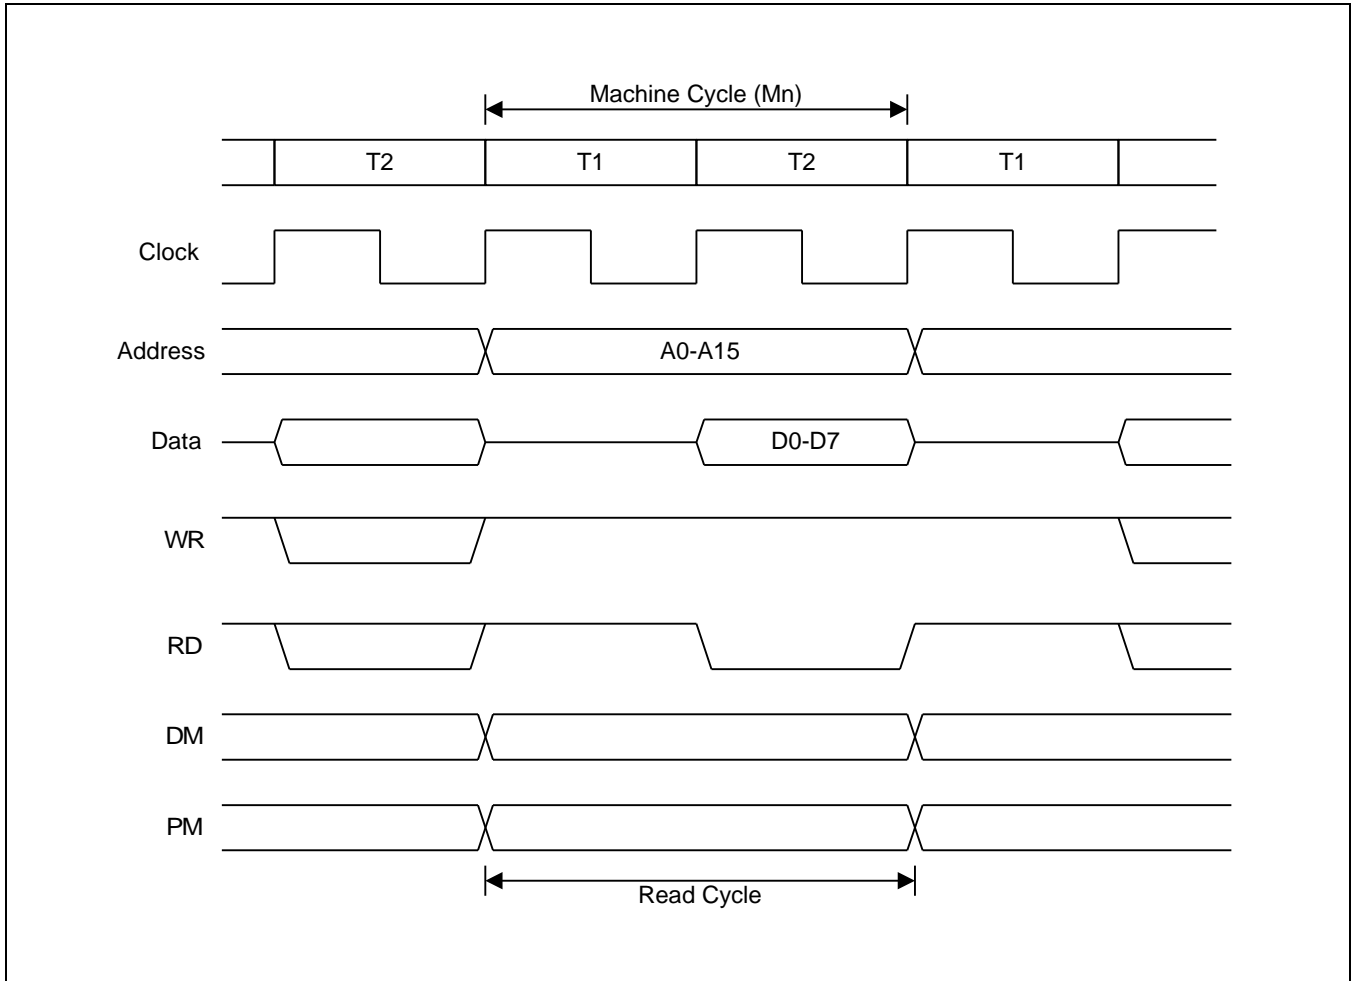 Machine Cycle (Mn)
T2 T1 T2 T1
Clock
Address A0-A15
Data D0-D7
WR
RD
DM
PM
Read Cycle